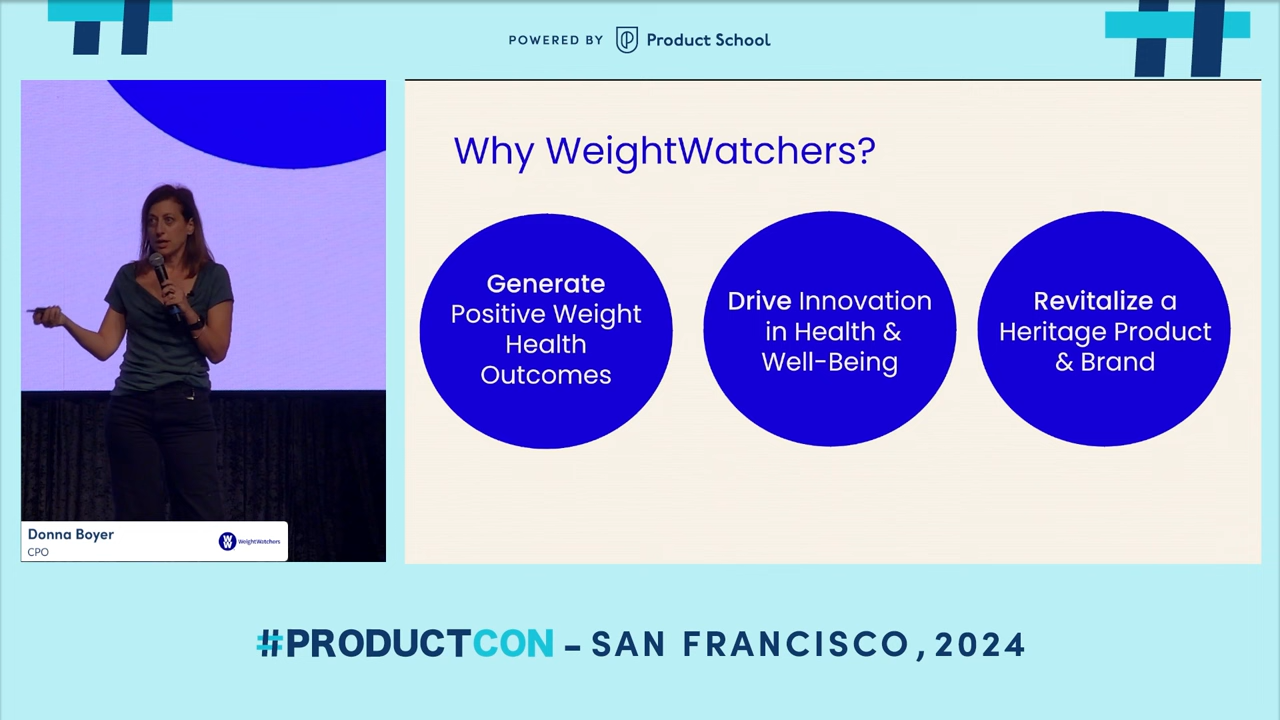 POWERED BY Product School
Why WeightWatchers?
Generate
Positive Weight
Health
Outcomes
Drive Innovation
in Health &
Well-Being
Revitalize a
Heritage Product
& Brand
Donna Boyer
CPO
WeightWatchers
#PRODUCTCON – SAN FRANCISCO, 2024